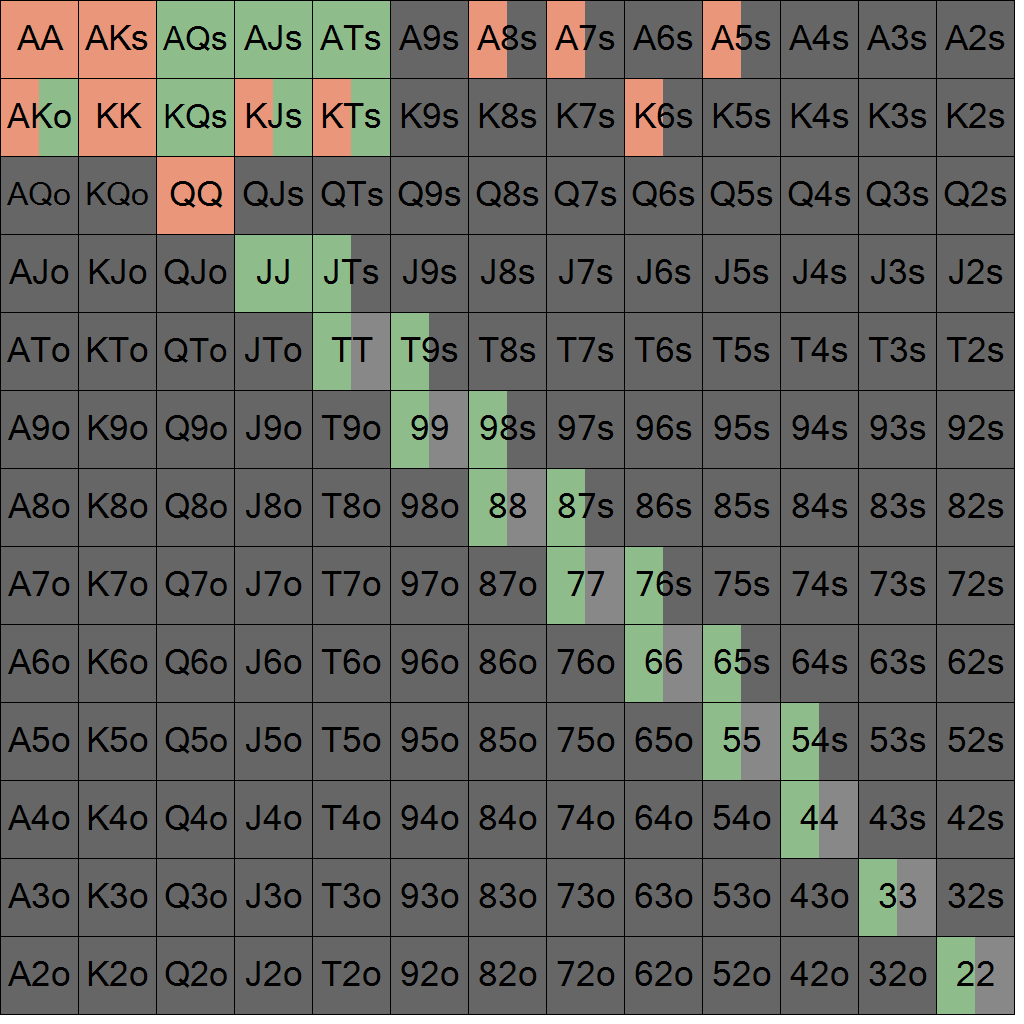 AA AKs AQs AJs ATs A9s A8s A7s A6s A5s A4s A3s A2s
AKo KK KQs KJs KTs K9s K8s K7s K6s K5s K4s K3s K2s
AQo KQo QQ QJs QTs Q9s Q8s Q7s Q6s Q5s Q4s Q3s Q2s
AJo KJo QJo JJ JTs J9s J8s J7s J6s J5s J4s J3s J2s
ATo KTo QTo JTo TT T9s T8s T7s T6s T5s T4s T3s T2s
A9o K9o Q9o J9o T9o 99 98s 97s 96s 95s 94s 93s 92s
A8o K8o Q8o J8o T8o 98o 88 87s 86s 85s 84s 83s 82s
A7o K7o Q7o J7o T7o 97o 87o 77 76s 75s 74s 73s 72s
A6o K6o Q6o J6o T6o 96o 86o 76o 66 65s 64s 63s 62s
A5o K5o Q5o J5o T5o 95o 85o 75o 65o 55 54s 53s 52s
A4o K4o Q4o J4o T4o 94o 84o 74o 64o 54o 44 43s 42s
A3o K3o Q3o J3o T3o 93o 83o 73o 63o 53o 43o 33 32s
A2o K2o Q2o J2o T2o 92o 82o 72o 62o 52o 42o 32o 22